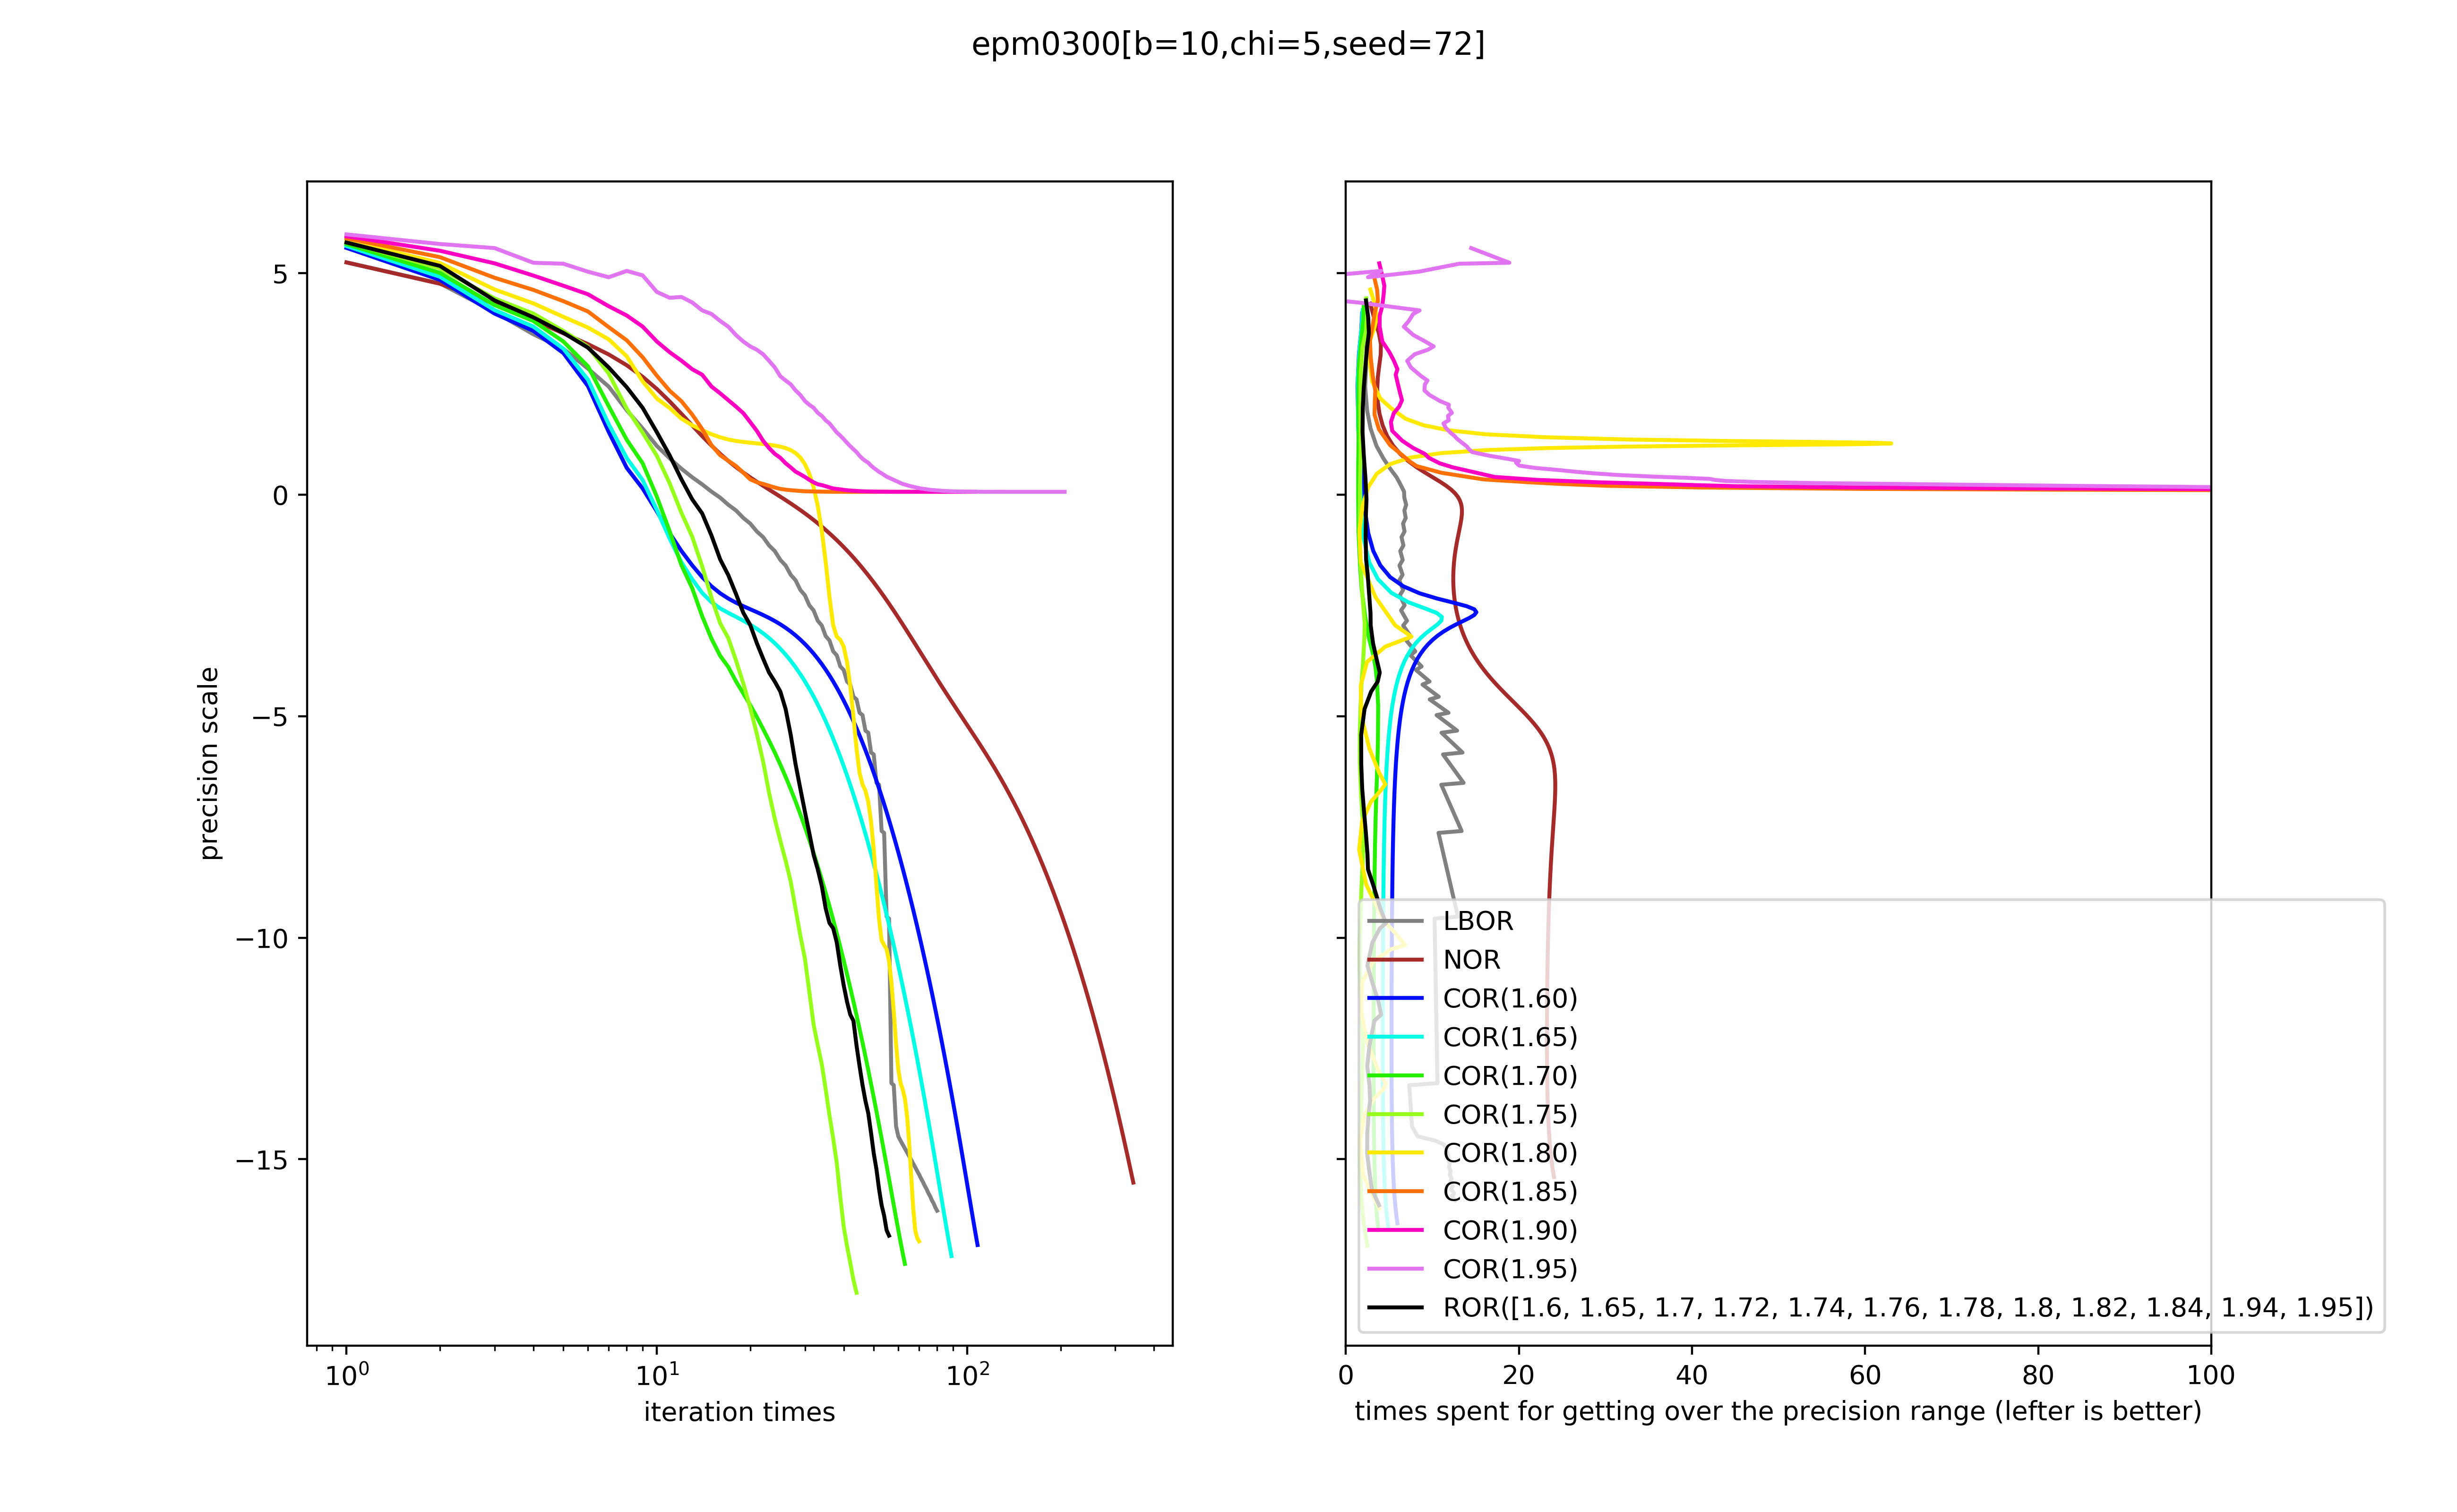 epm0300[b=10,chi=5,seed=72]
precision scale
5
0
−5
−10
−15
10⁰
10¹
10²
iteration times
0
20
40
60
80
100
times spent for getting over the precision range (lefter is better)
LBOR
NOR
COR(1.60)
COR(1.65)
COR(1.70)
COR(1.75)
COR(1.80)
COR(1.85)
COR(1.90)
COR(1.95)
ROR([1.6, 1.65, 1.7, 1.72, 1.74, 1.76, 1.78, 1.8, 1.82, 1.84, 1.94, 1.95])